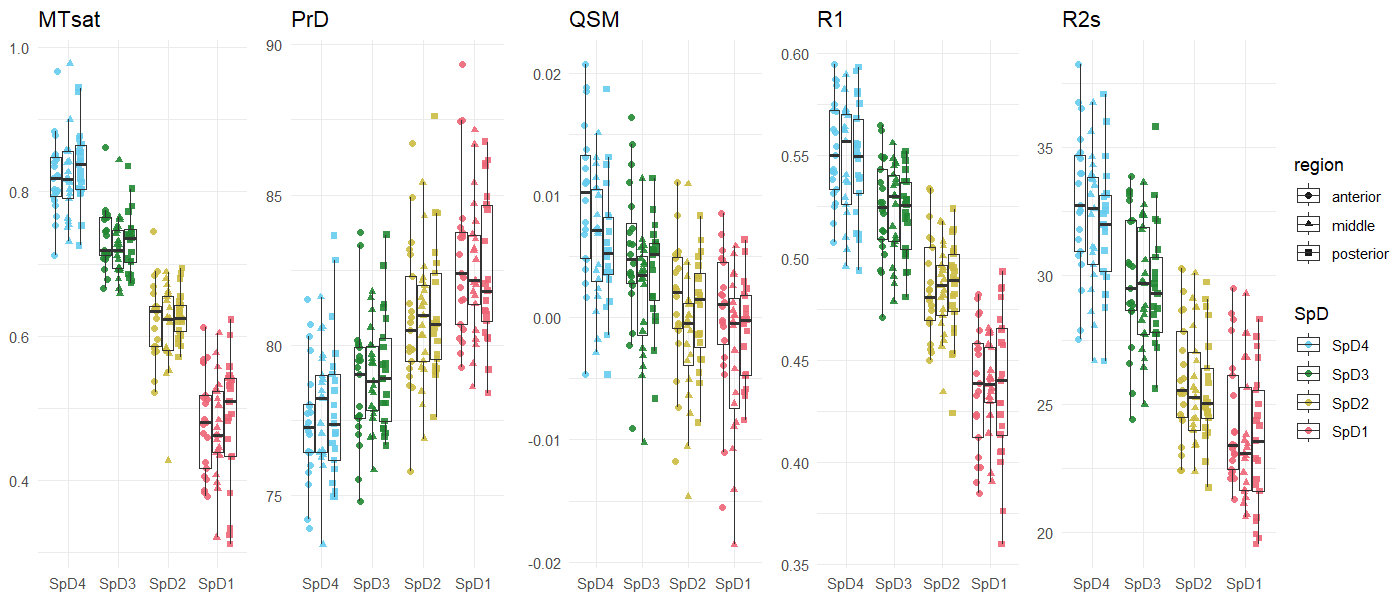 MTsat
1.0
0.8
0.6
0.4
SpD4 SpD3 SpD2 SpD1
PrD
90
85
80
75
SpD4 SpD3 SpD2 SpD1
QSM
0.02
0.01
0.00
-0.01
-0.02
SpD4 SpD3 SpD2 SpD1
R1
0.60
0.55
0.50
0.45
0.40
0.35
SpD4 SpD3 SpD2 SpD1
R2s
35
30
25
20
SpD4 SpD3 SpD2 SpD1
region
anterior
middle
posterior
SpD
SpD4
SpD3
SpD2
SpD1